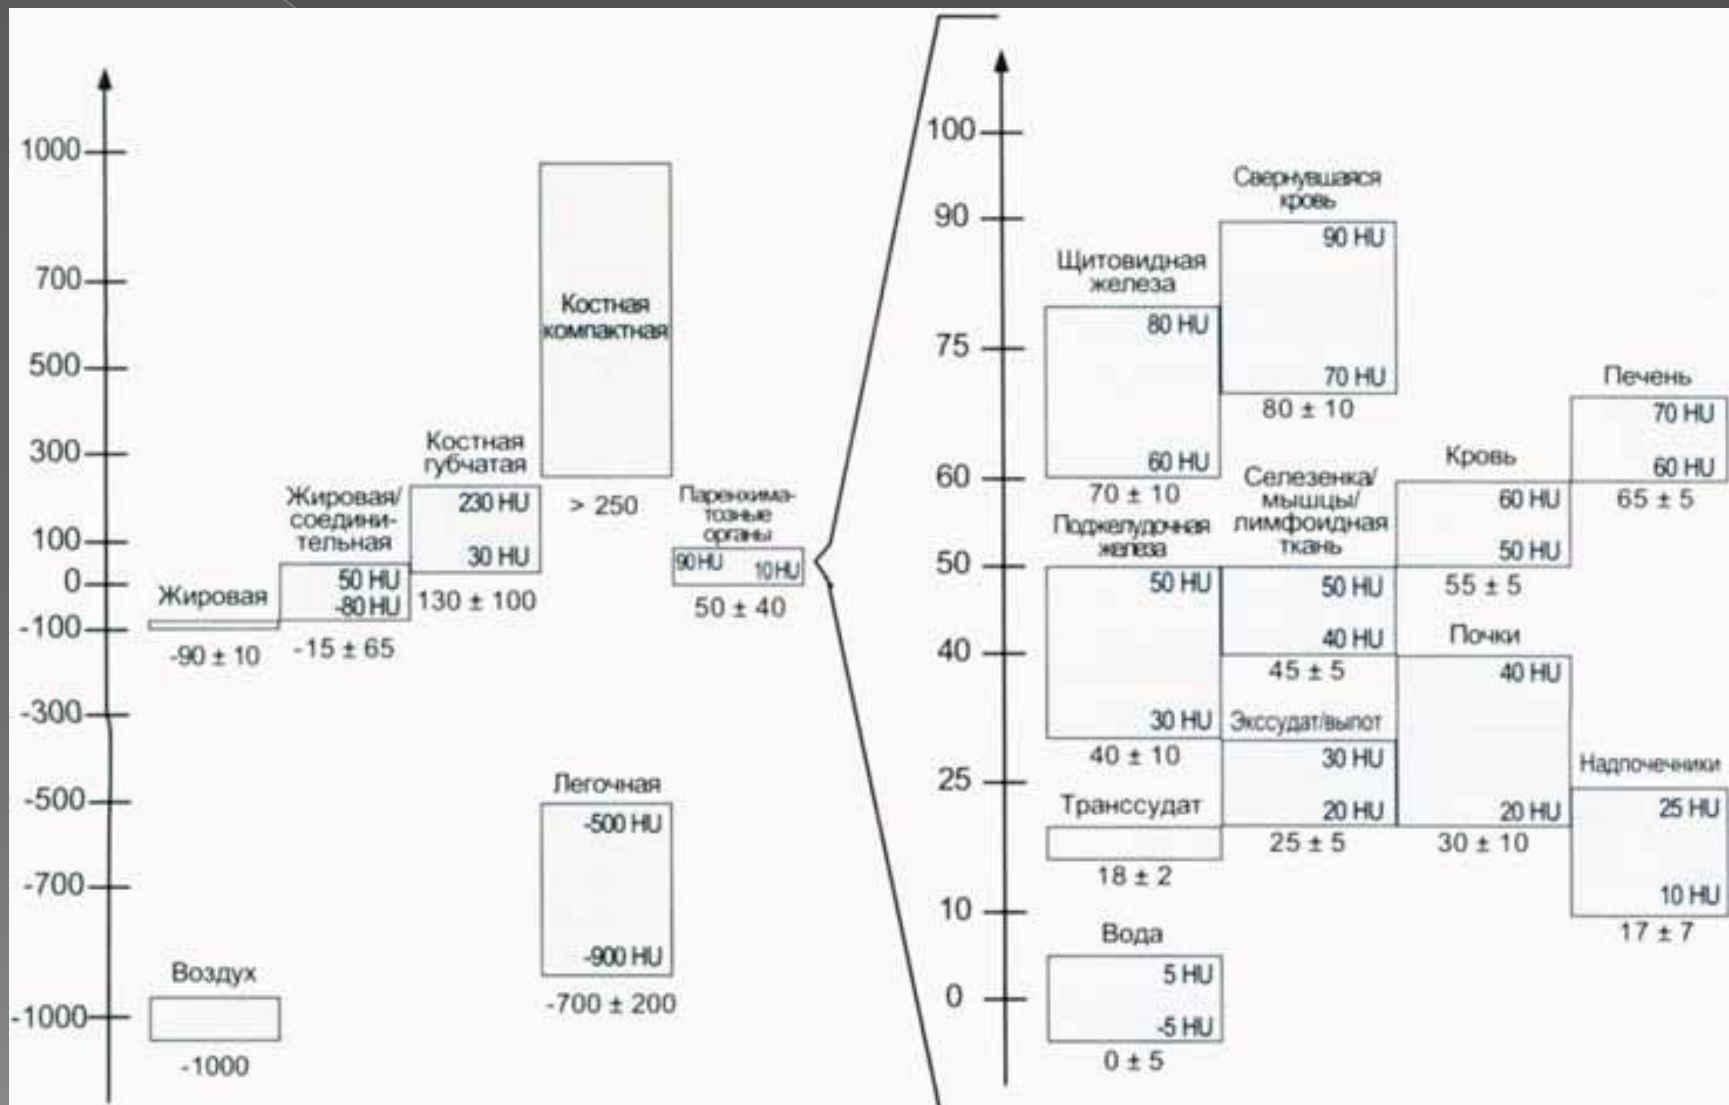 1000
700
500
300
100
0
-100
-300
-500
-700
-1000
Жировая
-90 ± 10
Жировая/
соедини-
тельная
50 HU
-80 HU
-15 ± 65
Костная
губчатая
230 HU
30 HU
130 ± 100
Костная
компактная
> 250
Паренхима-
тозные
органы
90 HU
10 HU
50 ± 40
Легочная
-500 HU
-900 HU
-700 ± 200
Воздух
-1000
100
90
75
60
50
40
25
10
0
Щитовидная
железа
80 HU
60 HU
70 ± 10
Свернувшаяся
кровь
90 HU
70 HU
80 ± 10
Поджелудочная
железа
50 HU
30 HU
40 ± 10
Селезенка/
мышцы/
лимфоидная
ткань
50 HU
40 HU
45 ± 5
Кровь
60 HU
50 HU
55 ± 5
Печень
70 HU
60 HU
65 ± 5
Транссудат
18 ± 2
Экссудат/выпот
30 HU
20 HU
25 ± 5
Почки
40 HU
20 HU
30 ± 10
Надпочечники
25 HU
10 HU
17 ± 7
Вода
5 HU
-5 HU
0 ± 5